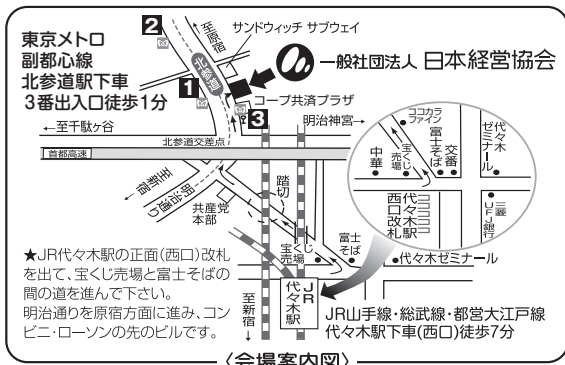 東京メトロ
副都心線
北参道駅下車
3番出入口徒歩1分
2
至原宿
サンドウィッチ サブウェイ
北参道
一般社団法人 日本経営協会
1
コープ共済プラザ
3
←至千駄ヶ谷
明治神宮→
北参道交差点
首都高速
至新宿
明治通り
共産党
本部
踏切
宝くじ
売場
富士
そば
代々木ゼミナール
ココカラ
ファイン
中華
宝くじ
売場
富士そば
交番
代々木
ゼミナール
代々木駅
西口改札
三菱
UFJ銀行
★JR代々木駅の正面(西口)改札
を出て、宝くじ売場と富士そばの
間の道を進んで下さい。
明治通りを原宿方面に進み、コン
ビニ・ローソンの先のビルです。
至新宿
JR
代々木駅
JR山手線・総武線・都営大江戸線
代々木駅下車(西口)徒歩7分
〈会場案内図〉